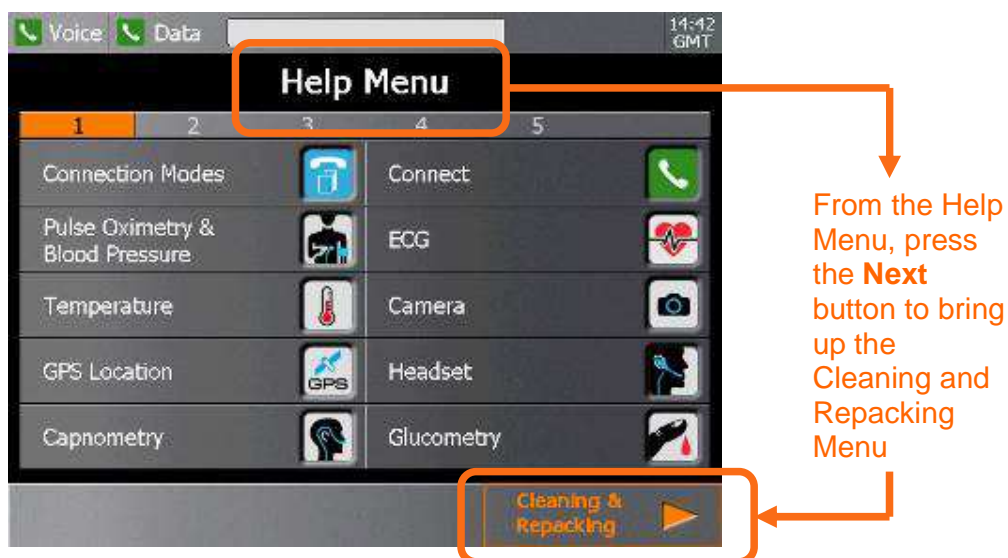 Voice Data 14:42
GMT
Help Menu
1 2 3 4 5
Connection Modes Connect
Pulse Oximetry &
Blood Pressure
ECG
Temperature Camera
GPS Location GPS Headset
Capnometry Glucometry
Cleaning &
Repacking
From the Help
Menu, press
the Next
button to bring
up the
Cleaning and
Repacking
Menu